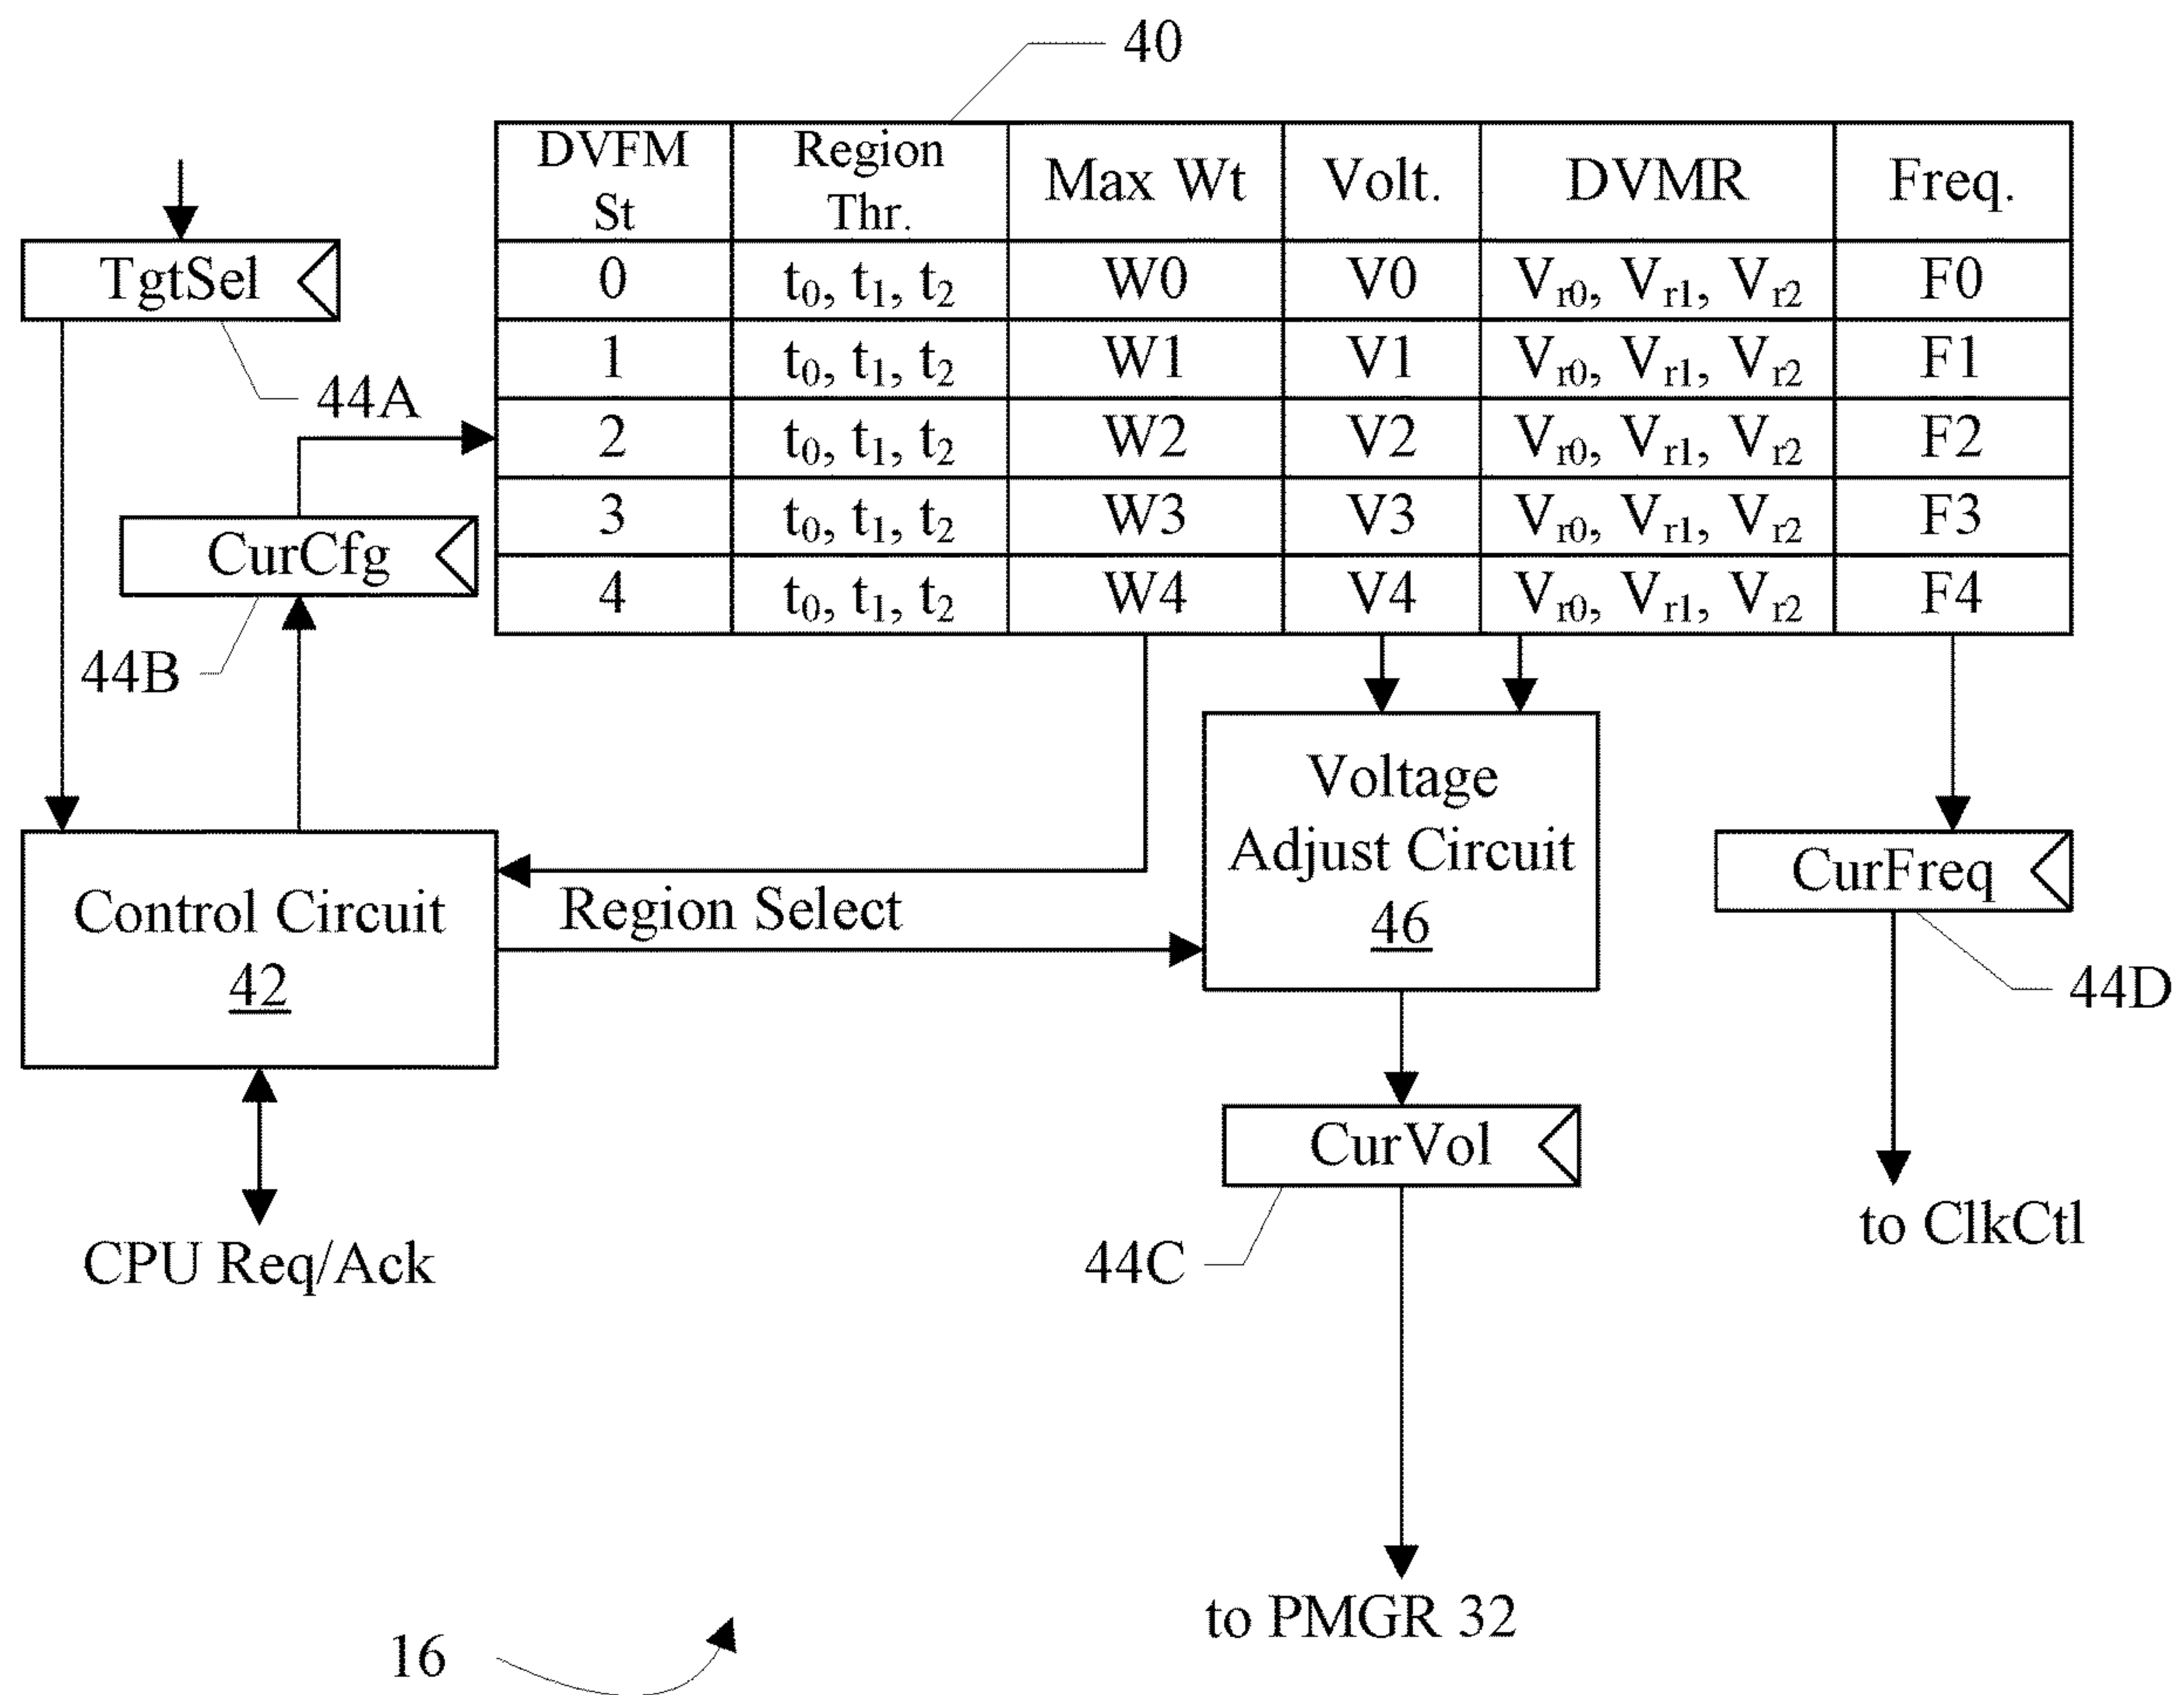 40
DVFM St | Region Thr. | Max Wt | Volt. | DVMR | Freq.
0 | t0, t1, t2 | W0 | V0 | Vr0, Vr1, Vr2 | F0
1 | t0, t1, t2 | W1 | V1 | Vr0, Vr1, Vr2 | F1
2 | t0, t1, t2 | W2 | V2 | Vr0, Vr1, Vr2 | F2
3 | t0, t1, t2 | W3 | V3 | Vr0, Vr1, Vr2 | F3
4 | t0, t1, t2 | W4 | V4 | Vr0, Vr1, Vr2 | F4
TgtSel
44A
CurCfg
44B
Control Circuit
42
Region Select
Voltage
Adjust Circuit
46
CurFreq
44D
CurVol
44C
CPU Req/Ack
to ClkCtl
to PMGR 32
16